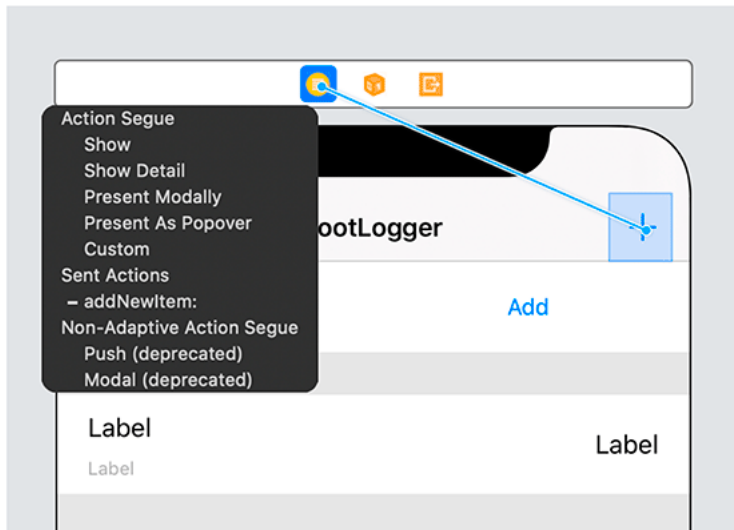 Action Segue
Show
Show Detail
Present Modally
Present As Popover
Custom
Sent Actions
– addNewItem:
Non-Adaptive Action Segue
Push (deprecated)
Modal (deprecated)
ootLogger
Add
Label
Label
Label